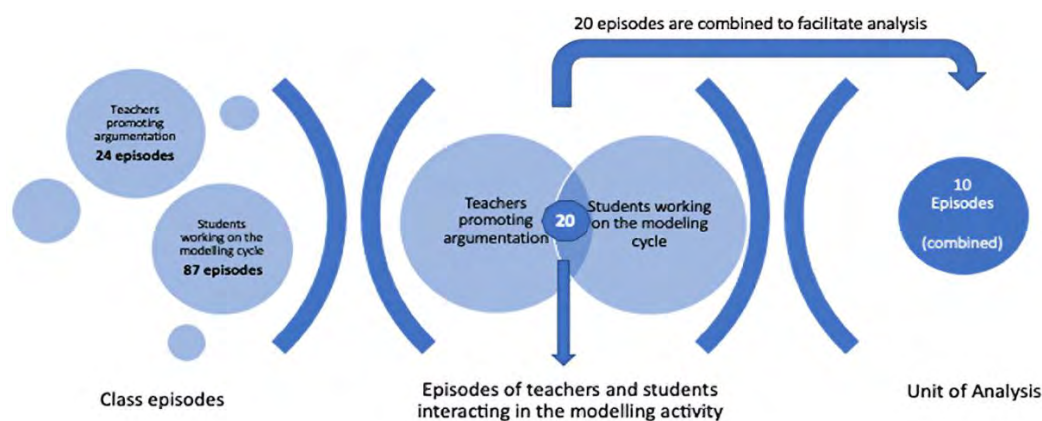 20 episodes are combined to facilitate analysis
Teachers
promoting
argumentation
24 episodes
Students
working on the
modelling cycle
87 episodes
Teachers
promoting
argumentation
20
Students working
on the modeling
cycle
10
Episodes
(combined)
Class episodes
Episodes of teachers and students
interacting in the modelling activity
Unit of Analysis